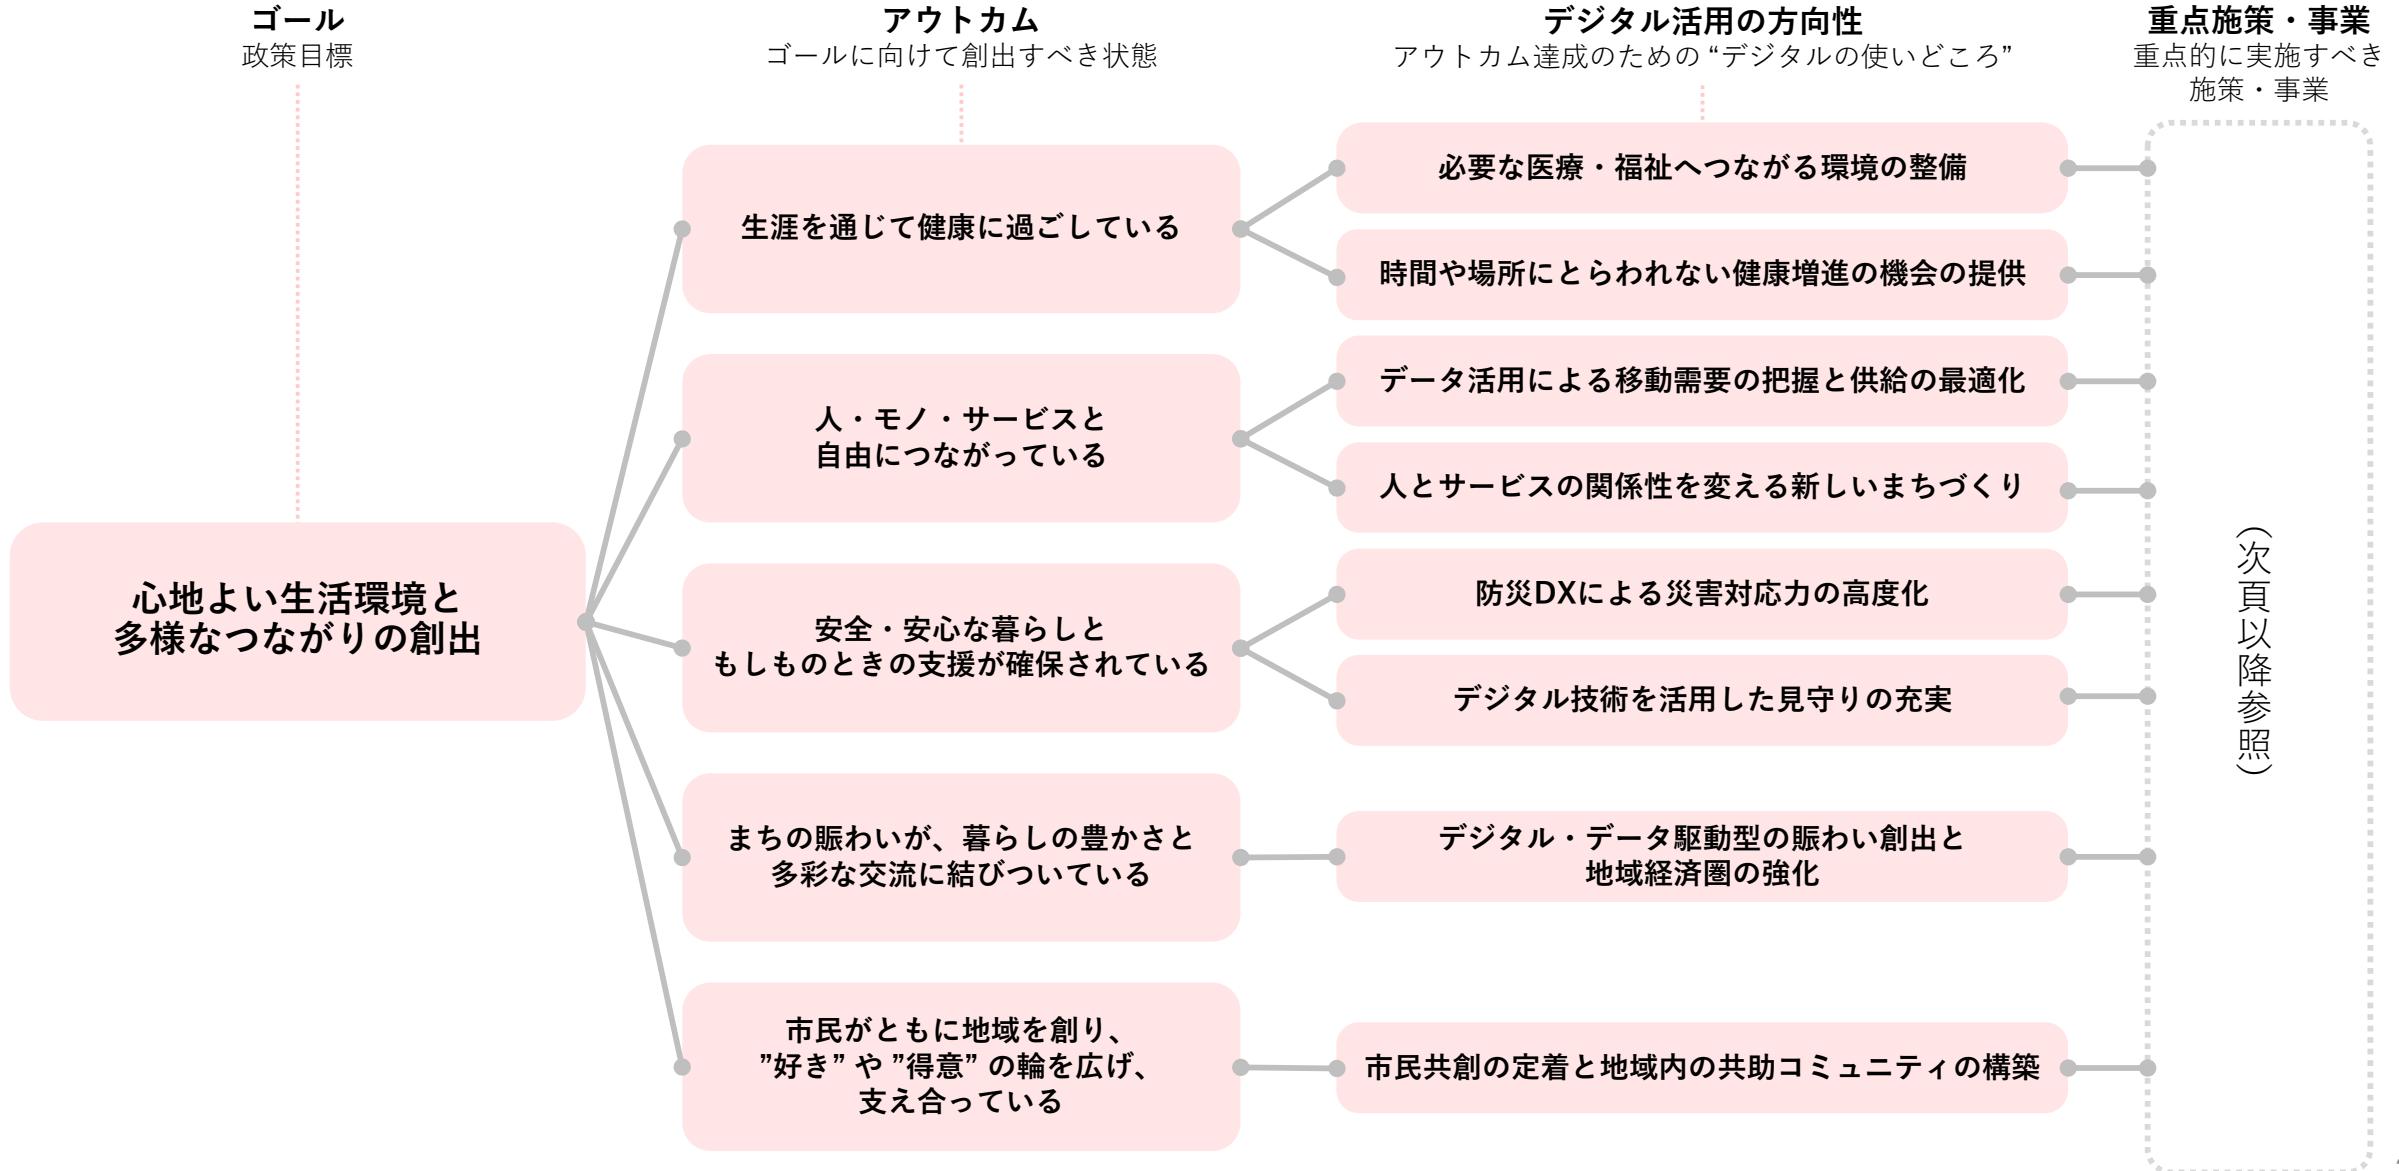 ゴール
政策目標
アウトカム
ゴールに向けて創出すべき状態
デジタル活用の方向性
アウトカム達成のための “デジタルの使いどころ”
重点施策・事業
重点的に実施すべき
施策・事業
心地よい生活環境と
多様なつながりの創出
生涯を通じて健康に過ごしている
必要な医療・福祉へつながる環境の整備
時間や場所にとらわれない健康増進の機会の提供
人・モノ・サービスと
自由につながっている
データ活用による移動需要の把握と供給の最適化
人とサービスの関係性を変える新しいまちづくり
安全・安心な暮らしと
もしものときの支援が確保されている
防災DXによる災害対応力の高度化
デジタル技術を活用した見守りの充実
まちの賑わいが、暮らしの豊かさと
多彩な交流に結びついている
デジタル・データ駆動型の賑わい創出と
地域経済圏の強化
市民がともに地域を創り、
”好き” や ”得意” の輪を広げ、
支え合っている
市民共創の定着と地域内の共助コミュニティの構築
（次頁以降参照）